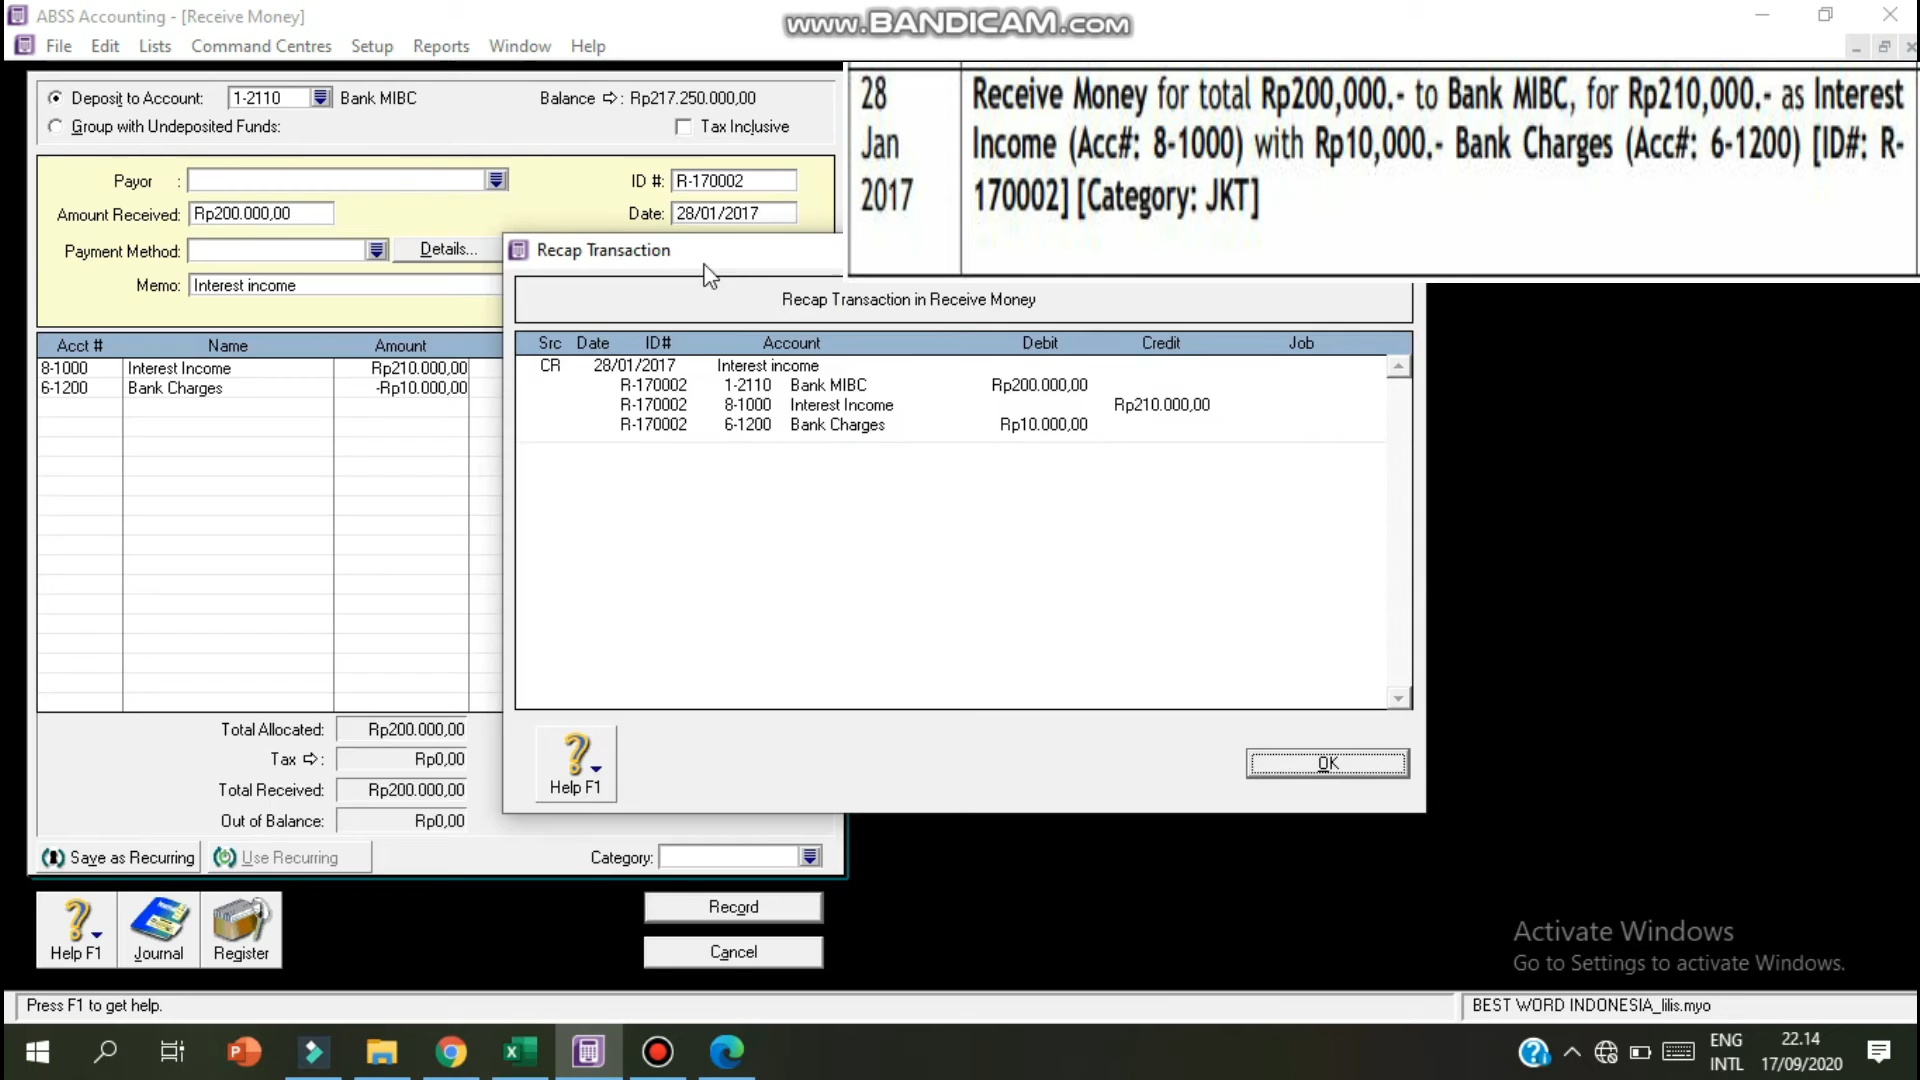 ABSS Accounting - [Receive Money]
www.BANDICAM.com
File Edit Lists Command Centres Setup Reports Window Help
Deposit to Account: 1-2110 Bank MIBC Balance ⇨: Rp217.250.000,00
Group with Undeposited Funds: Tax Inclusive
28 Receive Money for total Rp200,000.- to Bank MIBC, for Rp210,000.- as Interest
Jan Income (Acc#: 8-1000) with Rp10,000.- Bank Charges (Acc#: 6-1200) [ID#: R-
2017 170002] [Category: JKT]
Payor : ID #: R-170002
Amount Received: Rp200.000,00 Date: 28/01/2017
Payment Method: Details...
Memo: Interest income
Recap Transaction
Recap Transaction in Receive Money
Acct # Name Amount
8-1000 Interest Income Rp210.000,00
6-1200 Bank Charges -Rp10.000,00
Src Date ID# Account Debit Credit Job
CR 28/01/2017 Interest income
R-170002 1-2110 Bank MIBC Rp200.000,00
R-170002 8-1000 Interest Income Rp210.000,00
R-170002 6-1200 Bank Charges Rp10.000,00
Help F1
OK
Total Allocated: Rp200.000,00
Tax ⇨: Rp0,00
Total Received: Rp200.000,00
Out of Balance: Rp0,00
Save as Recurring Use Recurring Category:
Help F1 Journal Register
Record
Cancel
Activate Windows
Go to Settings to activate Windows.
Press F1 to get help. BEST WORD INDONESIA_lilis.myo
ENG
INTL
22.14
17/09/2020